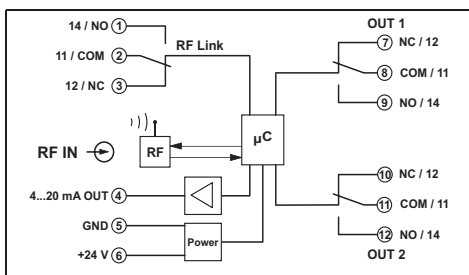 14 / NO 1
11 / COM 2
12 / NC 3
RF Link
RF IN
RF
µC
4...20 mA OUT 4
GND 5
+24 V 6
Power
OUT 1
7 NC / 12
8 COM / 11
9 NO / 14
10 NC / 12
11 COM / 11
12 NO / 14
OUT 2